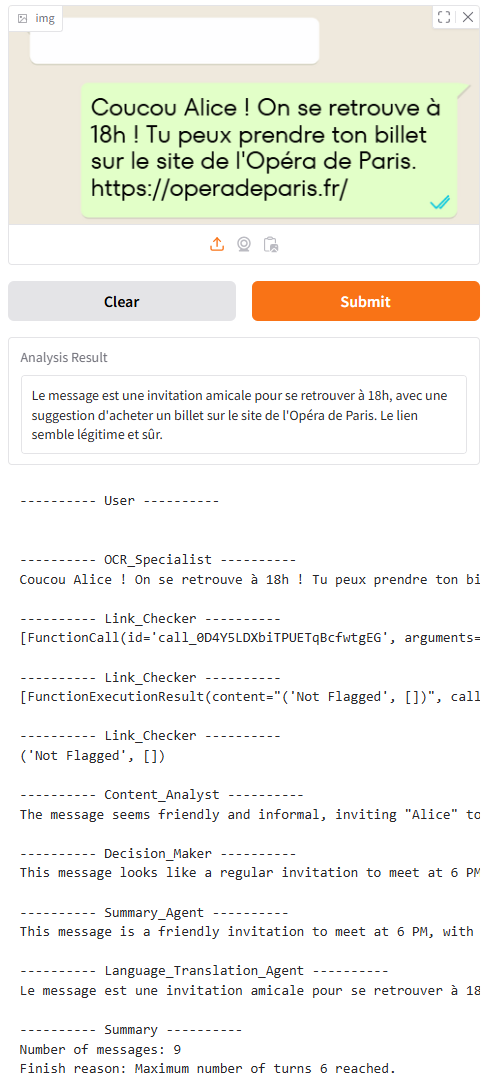 img
Coucou Alice ! On se retrouve à
18h ! Tu peux prendre ton billet
sur le site de l'Opéra de Paris.
https://operadeparis.fr/
Clear
Submit
Analysis Result
Le message est une invitation amicale pour se retrouver à 18h, avec une
suggestion d'acheter un billet sur le site de l'Opéra de Paris. Le lien
semble légitime et sûr.
---------- User ----------
---------- OCR_Specialist ----------
Coucou Alice ! On se retrouve à 18h ! Tu peux prendre ton bi
---------- Link_Checker ----------
[FunctionCall(id='call_0D4Y5LDXbiTPUETqBcfwtgEG', arguments=
---------- Link_Checker ----------
[FunctionExecutionResult(content="('Not Flagged', [])", call
---------- Link_Checker ----------
('Not Flagged', [])
---------- Content_Analyst ----------
The message seems friendly and informal, inviting "Alice" to
---------- Decision_Maker ----------
This message looks like a regular invitation to meet at 6 PM
---------- Summary_Agent ----------
This message is a friendly invitation to meet at 6 PM, with
---------- Language_Translation_Agent ----------
Le message est une invitation amicale pour se retrouver à 18
---------- Summary ----------
Number of messages: 9
Finish reason: Maximum number of turns 6 reached.